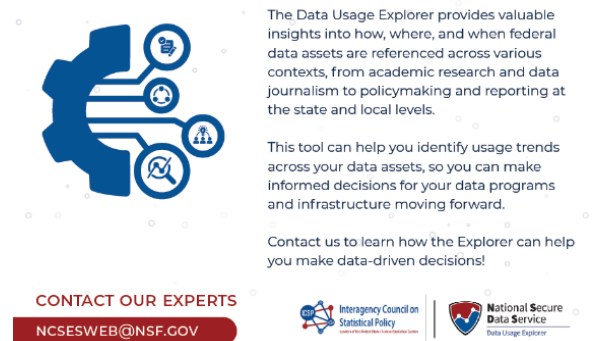 The Data Usage Explorer provides valuable
insights into how, where, and when federal
data assets are referenced across various
contexts, from academic research and data
journalism to policymaking and reporting at
the state and local levels.
This tool can help you identify usage trends
across your data assets, so you can make
informed decisions for your data programs
and infrastructure moving forward.
Contact us to learn how the Explorer can help
you make data-driven decisions!
CONTACT OUR EXPERTS
NCSESWEB@NSF.GOV
ICSP
Interagency Council on
Statistical Policy
National Secure
Data Service
Data Usage Explorer